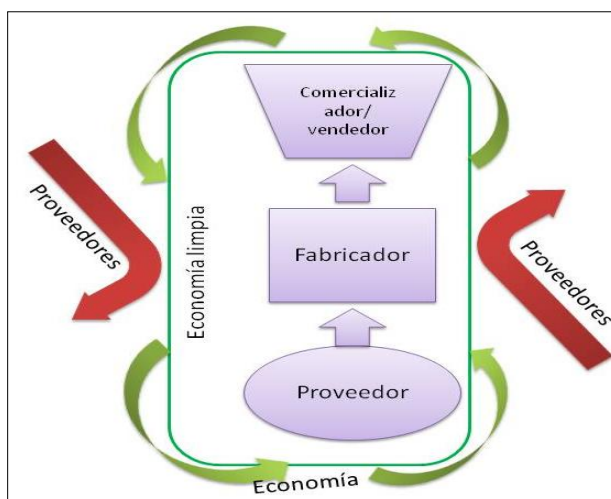 Comercializ
ador/
vendedor
Proveedores
Economía limpia
Fabricador
Proveedores
Proveedor
Economía